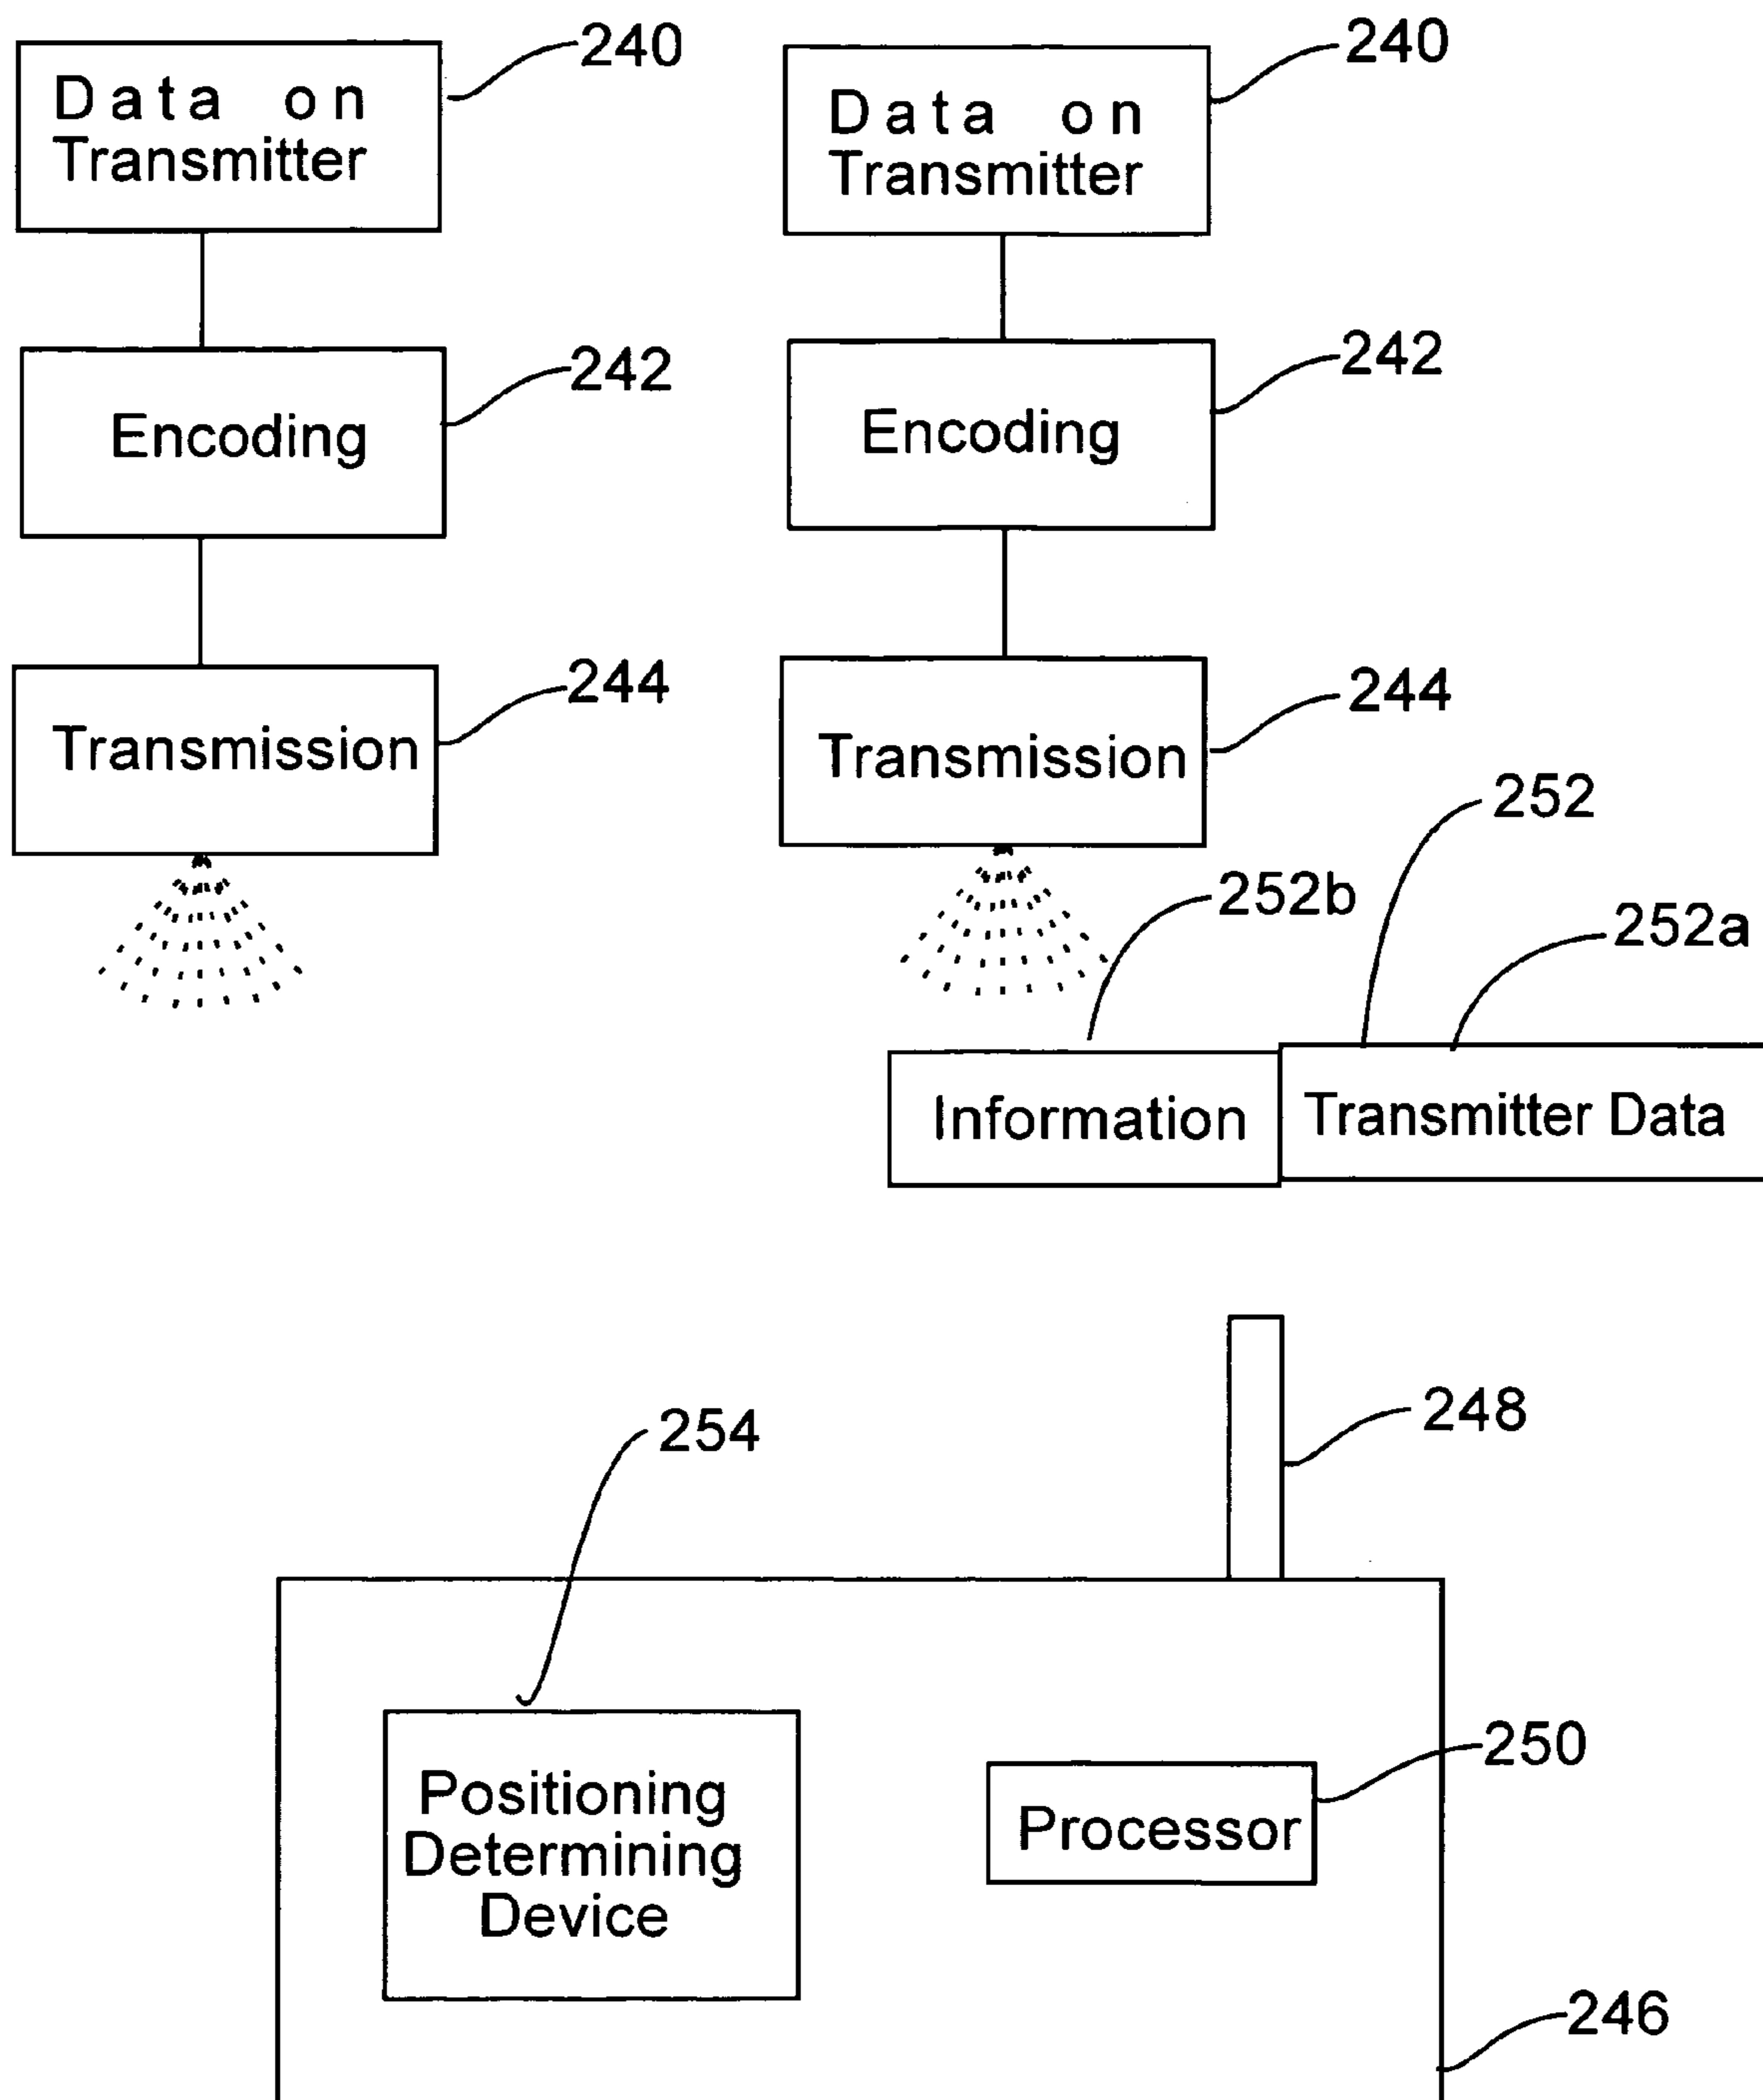 240
Data on
Transmitter
240
Data on
Transmitter
242
Encoding
242
Encoding
244
Transmission
244
Transmission
252
252b
252a
Information
Transmitter Data
248
254
250
Positioning
Determining
Device
Processor
246